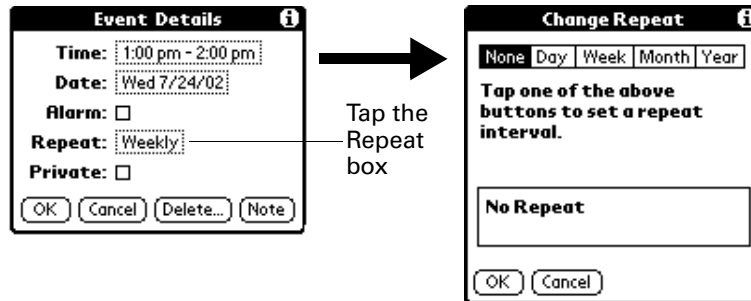 Event Details
Time: 1:00 pm - 2:00 pm
Date: Wed 7/24/02
Alarm:
Repeat: Weekly
Private:
OK Cancel Delete... Note
Tap the
Repeat
box
Change Repeat
None Day Week Month Year
Tap one of the above
buttons to set a repeat
interval.
No Repeat
OK Cancel